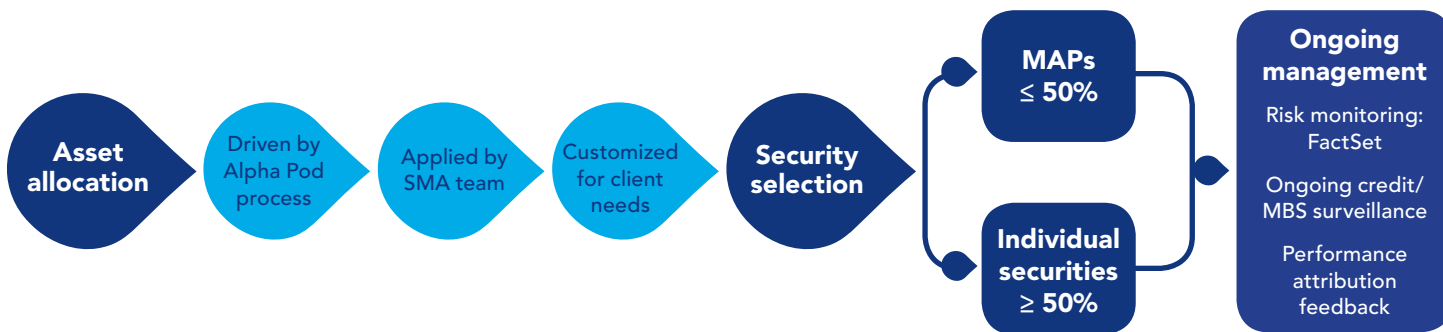 Asset
allocation
Driven by
Alpha Pod
process
Applied by
SMA team
Customized
for client
needs
Security
selection
MAPs
≤ 50%
Individual
securities
≥ 50%
Ongoing
management
Risk monitoring:
FactSet
Ongoing credit/
MBS surveillance
Performance
attribution
feedback